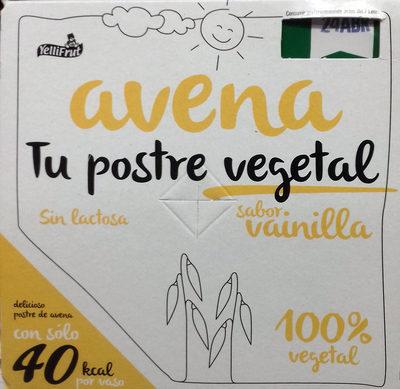 YelliFrut
24ABR
avena
Tu postre vegetal
Sin lactosa
sabor
vainilla
delicioso
postre de avena
con sólo
40 kcal
por vaso
100%
vegetal